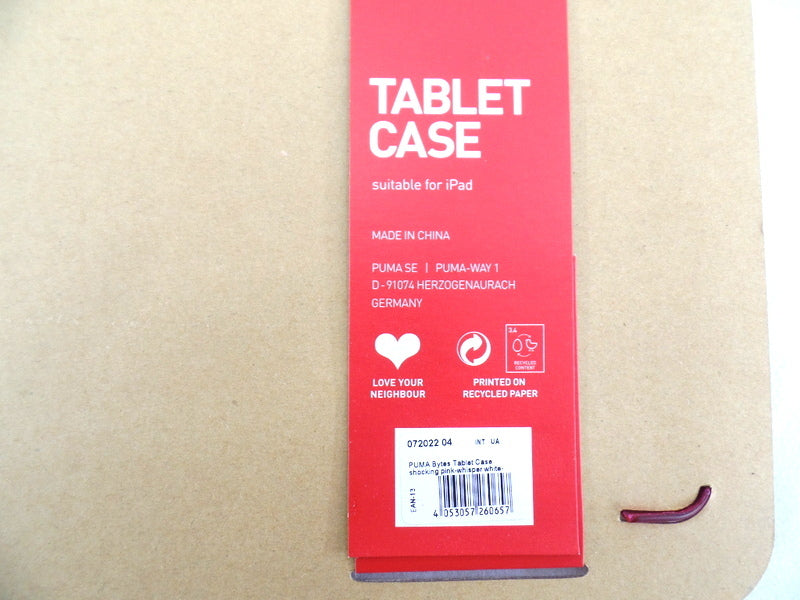 TABLET
CASE
suitable for iPad
MADE IN CHINA
PUMA SE | PUMA-WAY 1
D-91074 HERZOGENAURACH
GERMANY
LOVE YOUR
NEIGHBOUR
3.4
RECYCLED
CONTENT
PRINTED ON
RECYCLED PAPER
072022 04 INT UA
PUMA Bytes Tablet Case
shocking pink-whisper white-
EAN-13
4 053057 260657